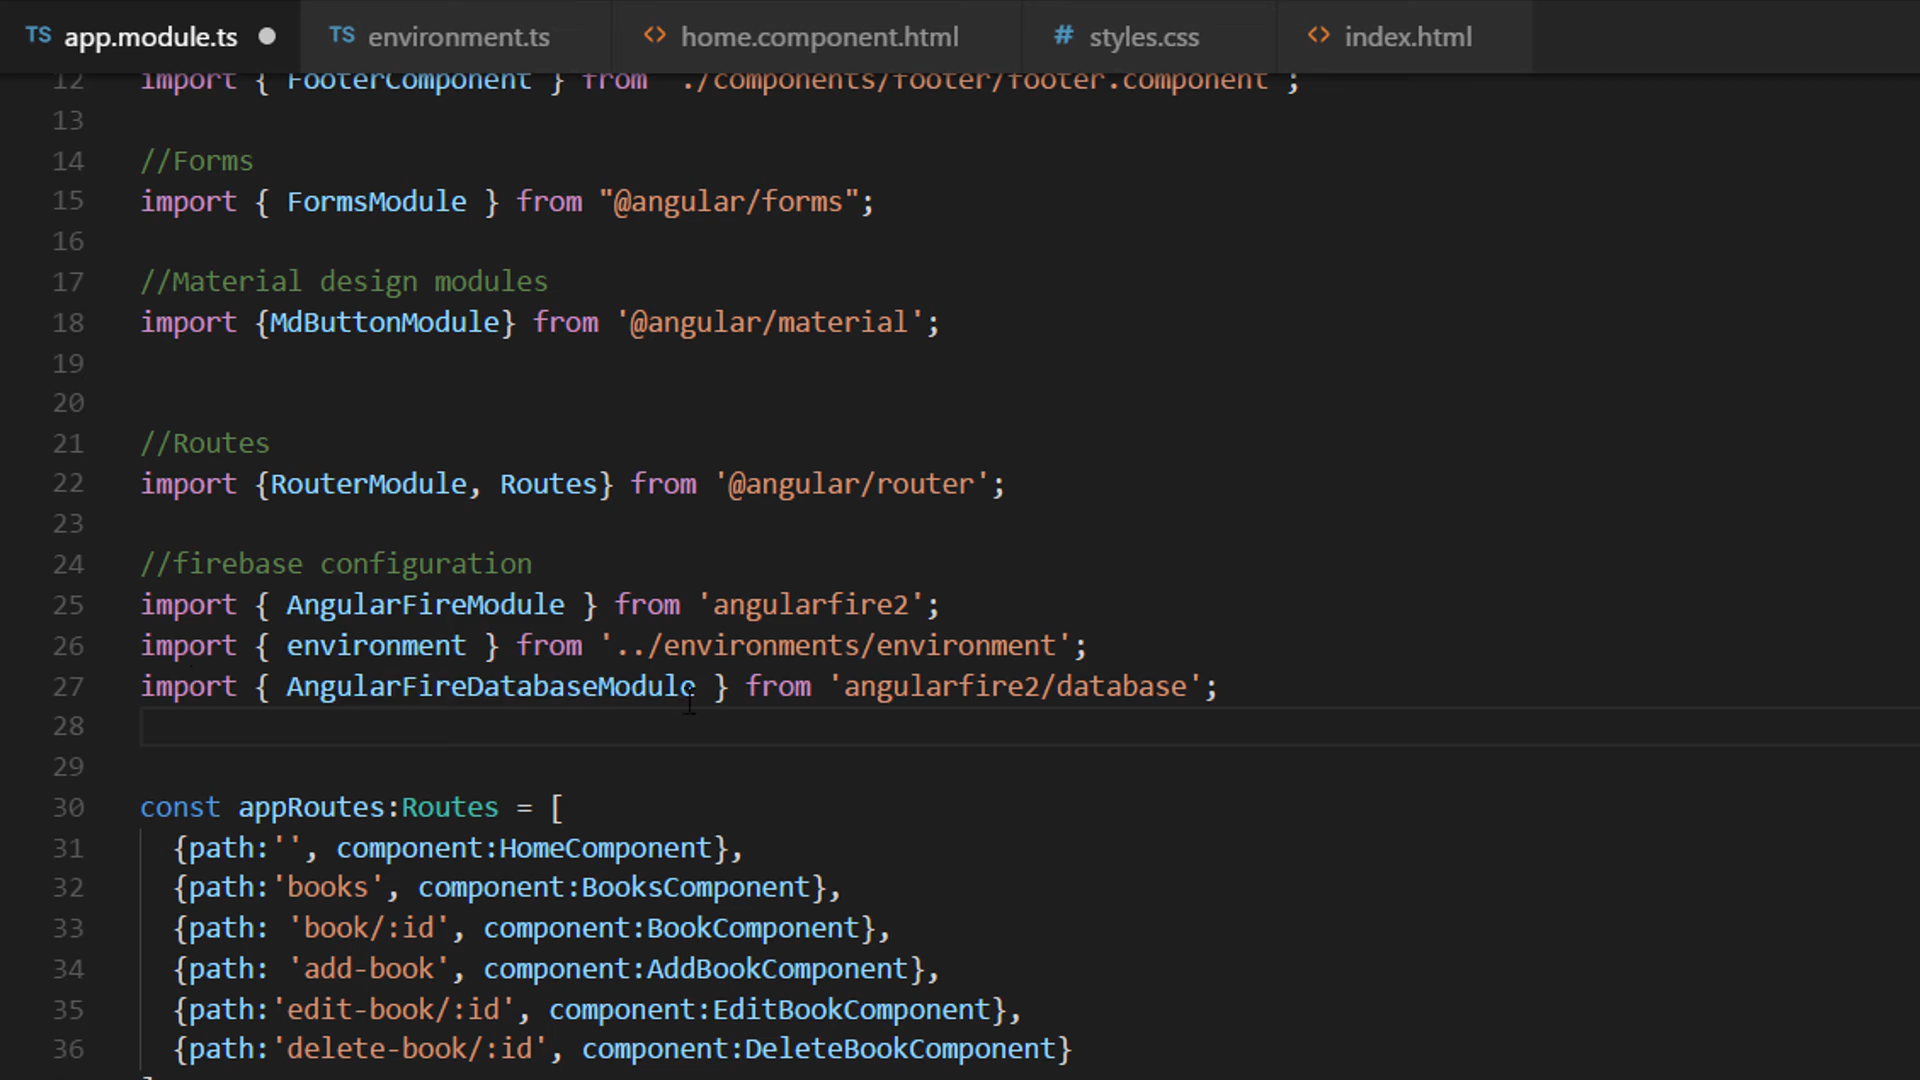 TS app.module.ts
TS environment.ts
<> home.component.html
# styles.css
<> index.html
12 import { FooterComponent } from './components/footer/footer.component';
13
14 //Forms
15 import { FormsModule } from "@angular/forms";
16
17 //Material design modules
18 import {MdButtonModule} from '@angular/material';
19
20
21 //Routes
22 import {RouterModule, Routes} from '@angular/router';
23
24 //firebase configuration
25 import { AngularFireModule } from 'angularfire2';
26 import { environment } from '../environments/environment';
27 import { AngularFireDatabaseModule } from 'angularfire2/database';
28
29
30 const appRoutes:Routes = [
31 {path:'', component:HomeComponent},
32 {path:'books', component:BooksComponent},
33 {path: 'book/:id', component:BookComponent},
34 {path: 'add-book', component:AddBookComponent},
35 {path:'edit-book/:id', component:EditBookComponent},
36 {path:'delete-book/:id', component:DeleteBookComponent}